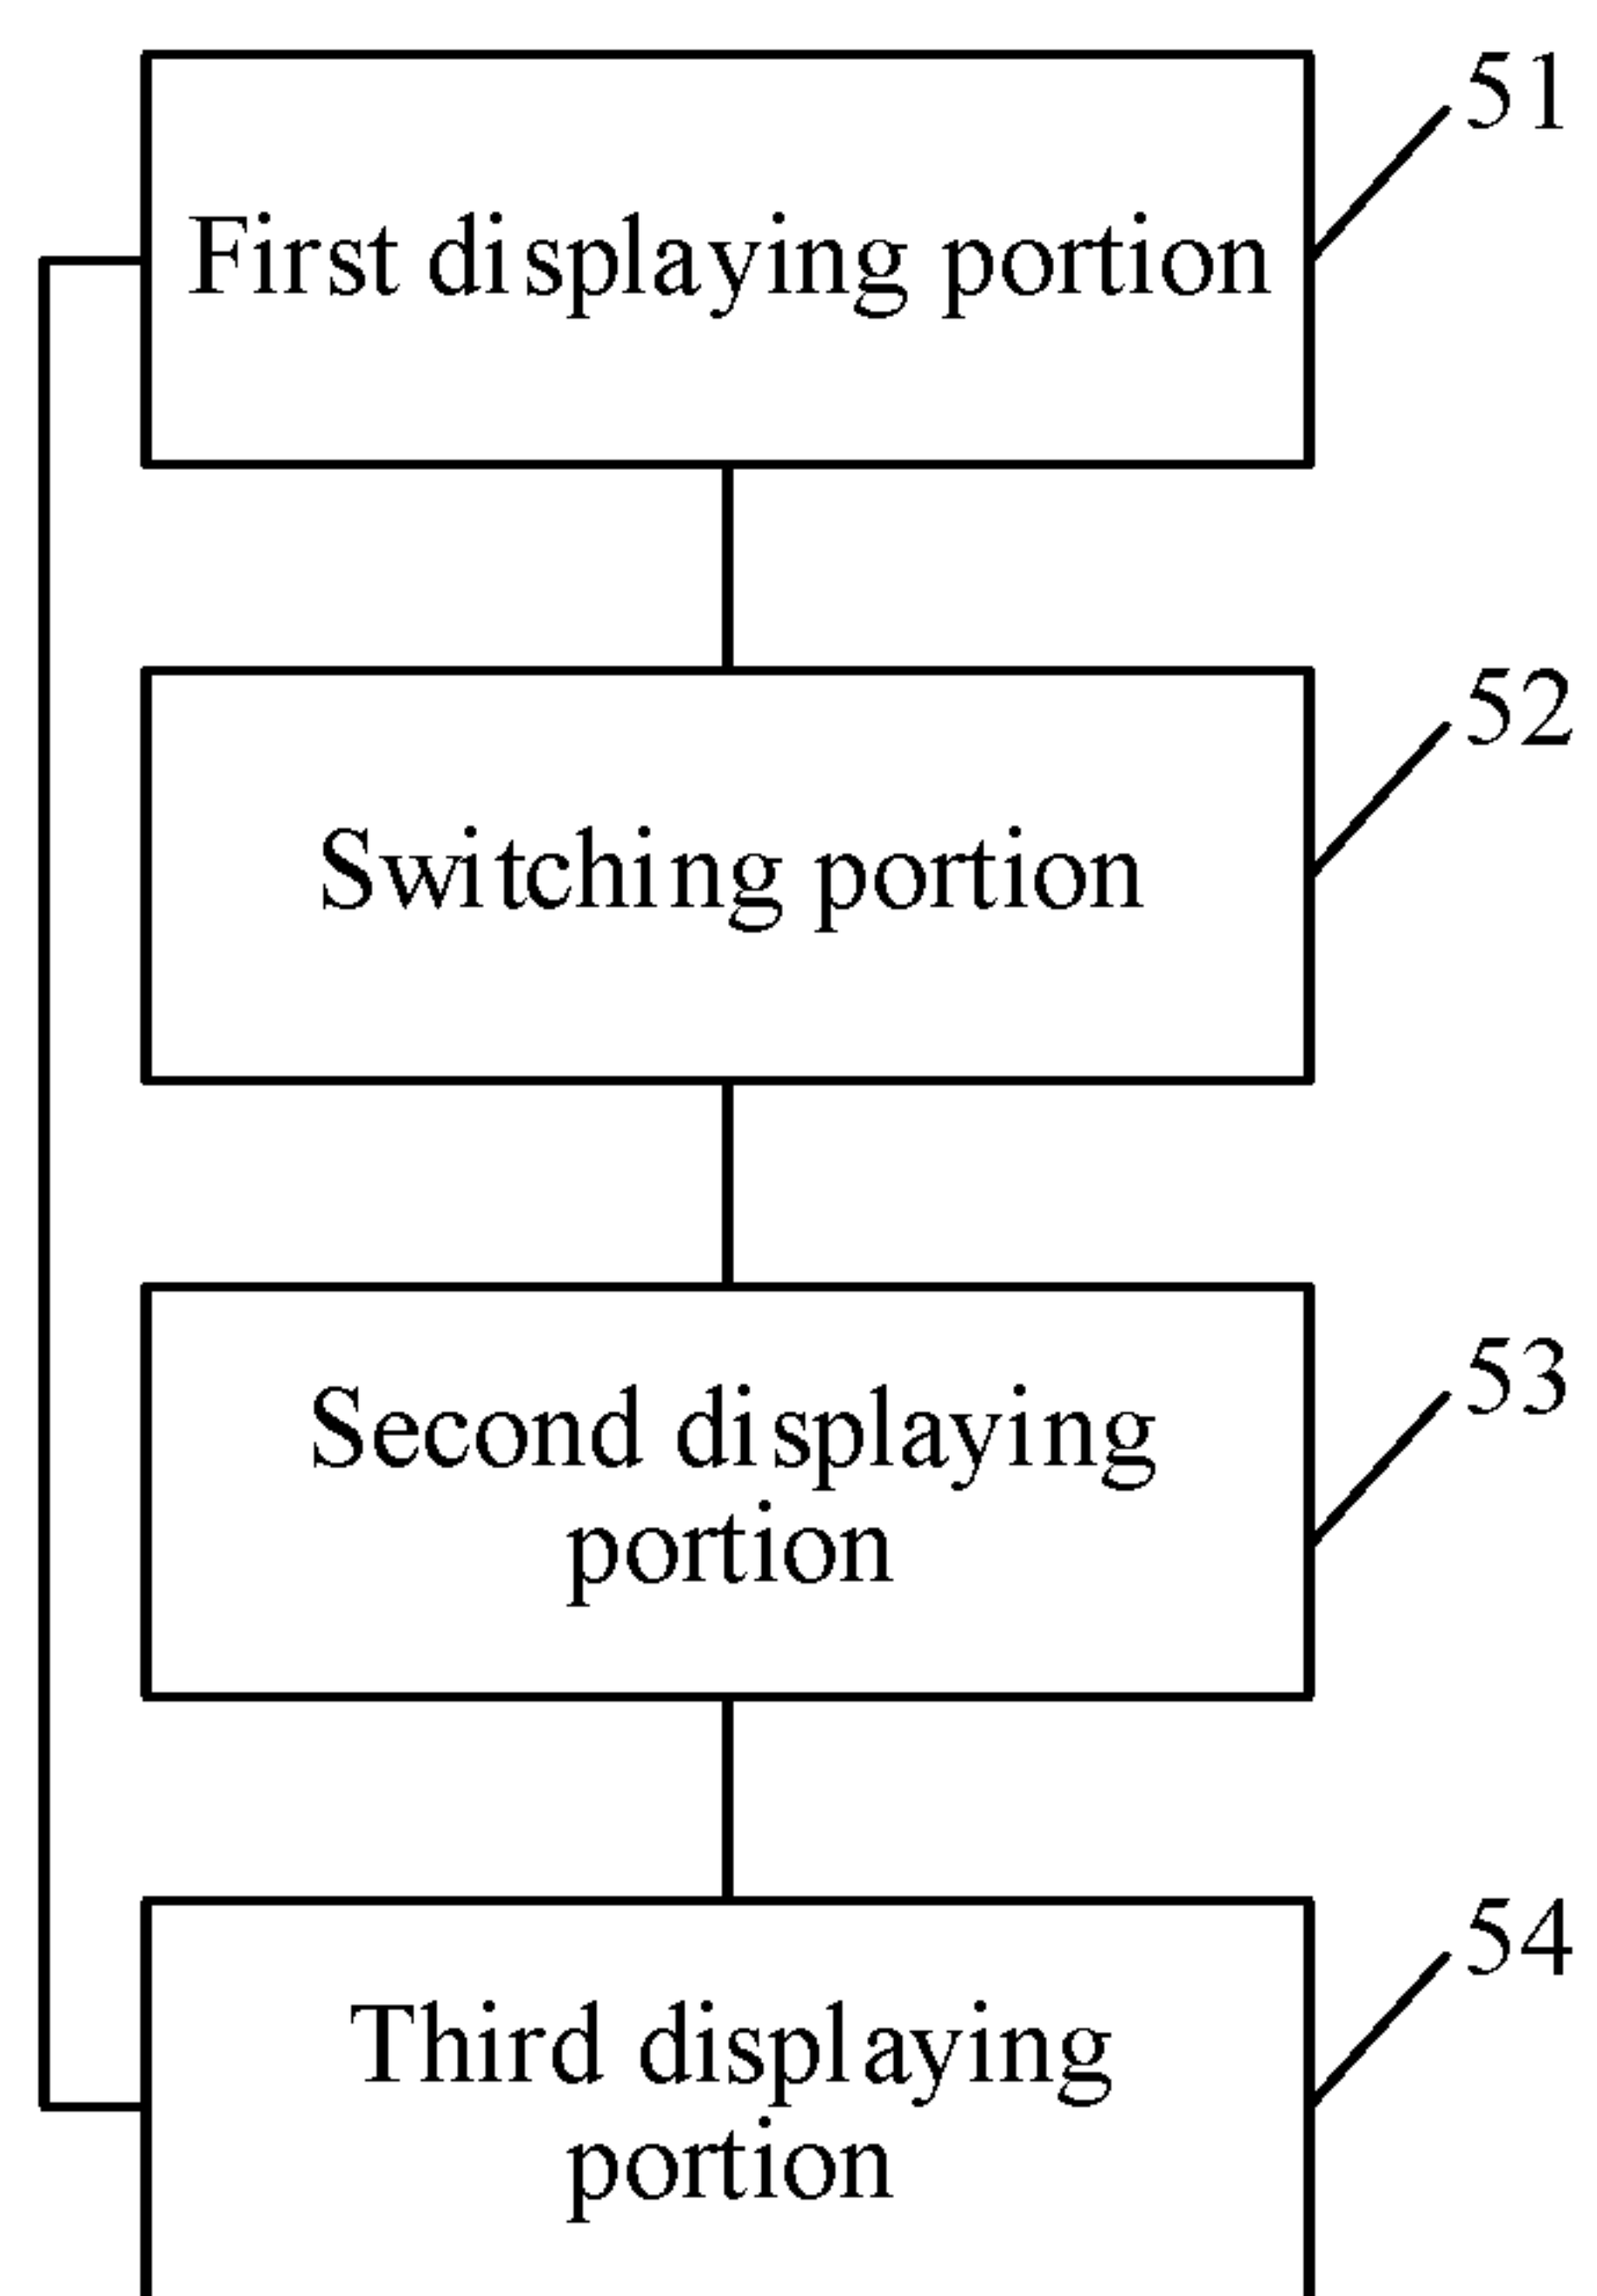 First displaying portion
51
Switching portion
52
Second displaying
portion
53
Third displaying
portion
54